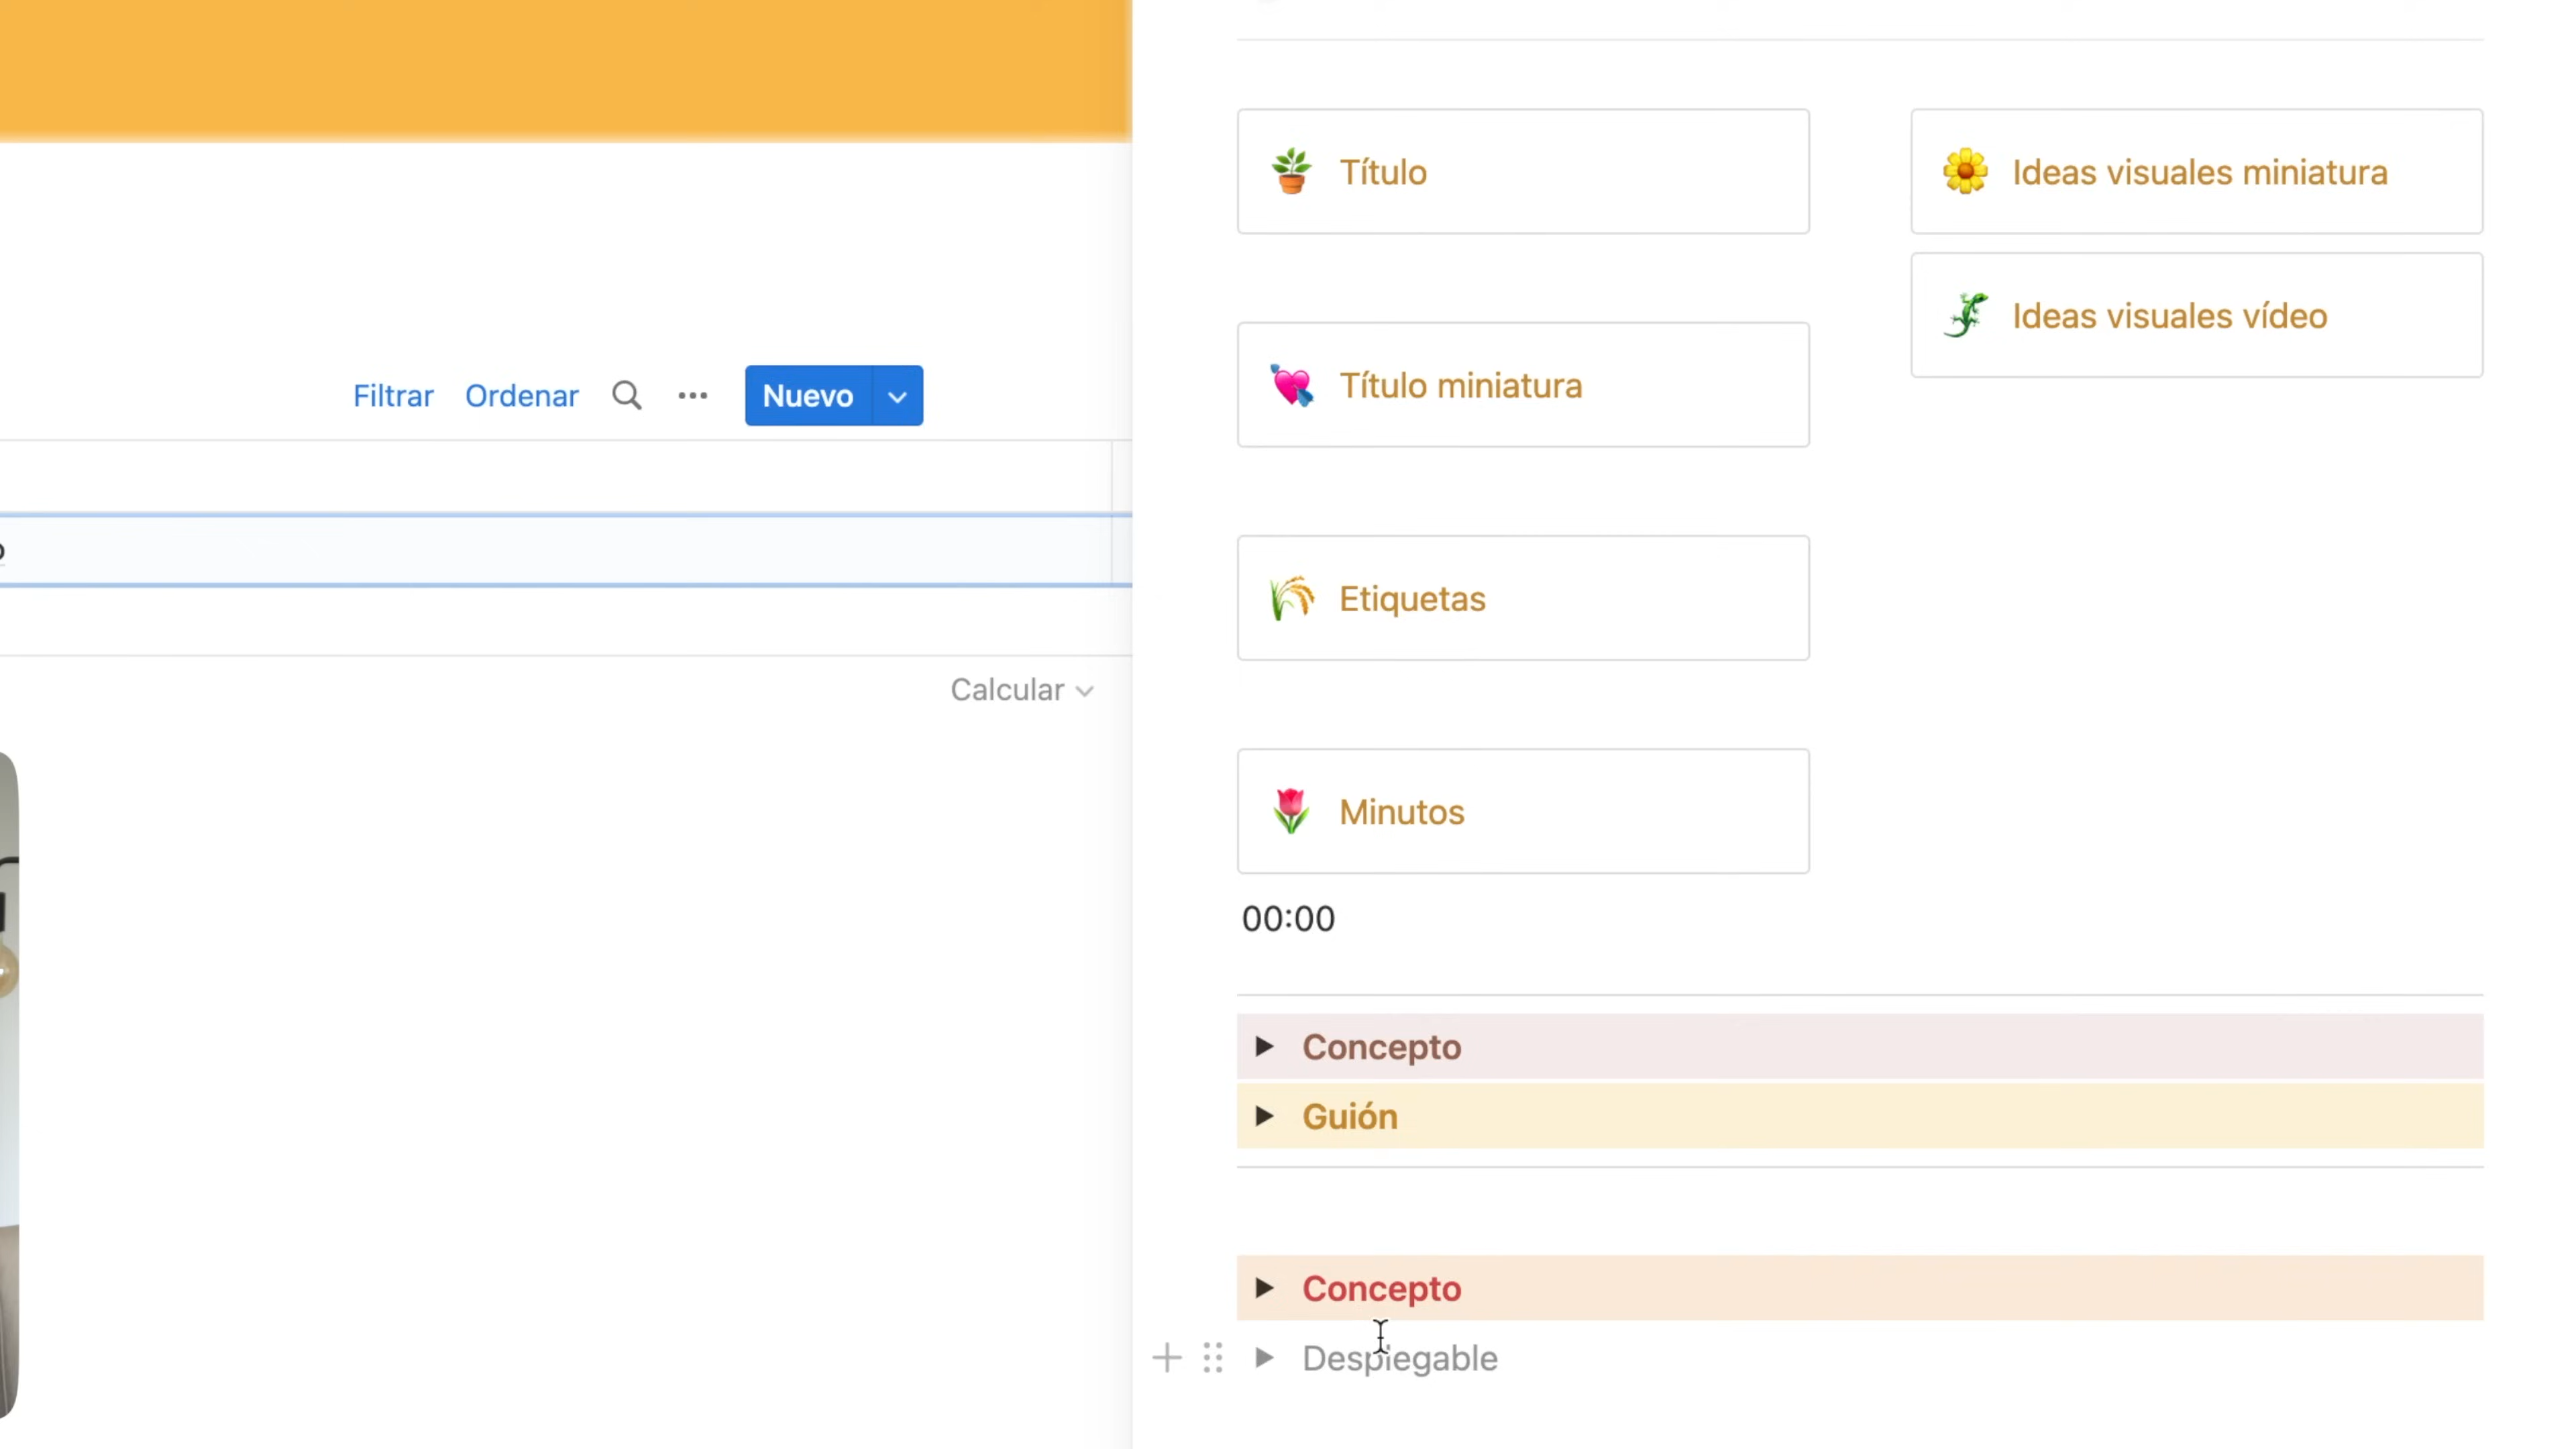 Filtrar Ordenar Nuevo
Calcular
Título
Título miniatura
Etiquetas
Minutos
00:00
Ideas visuales miniatura
Ideas visuales vídeo
Concepto
Guión
Concepto
Desplegable